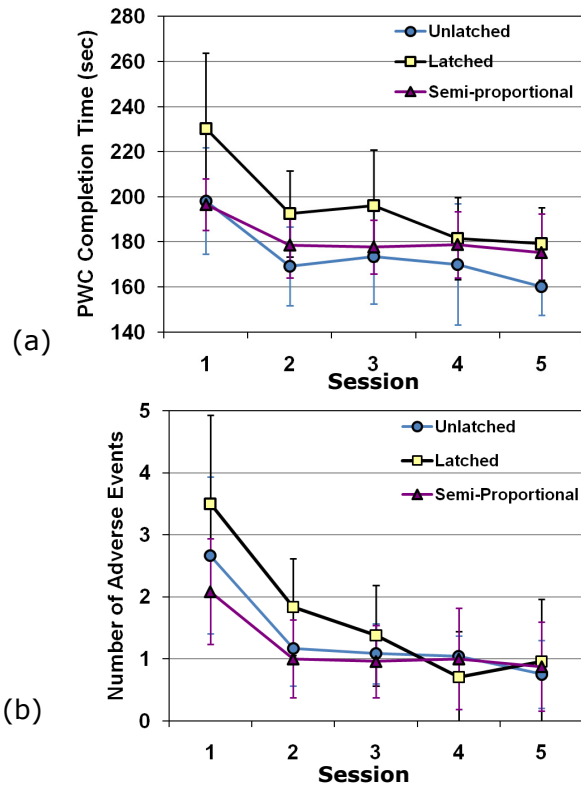 280
260
240
220
200
180
160
140
PWC Completion Time (sec)
Unlatched
Latched
Semi-proportional
1 2 3 4 5
Session
(a)
5
4
3
2
1
0
Number of Adverse Events
Unlatched
Latched
Semi-Proportional
1 2 3 4 5
Session
(b)